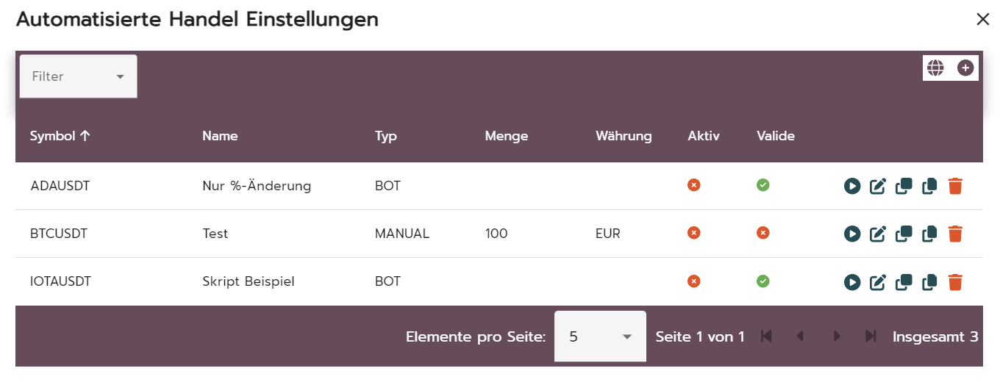 Automatisierte Handel Einstellungen
Filter
Symbol Name Typ Menge Währung Aktiv Valide
ADAUSDT Nur %-Änderung BOT
BTCUSDT Test MANUAL 100 EUR
IOTAUSDT Skript Beispiel BOT
Elemente pro Seite: 5 Seite 1 von 1 Insgesamt 3